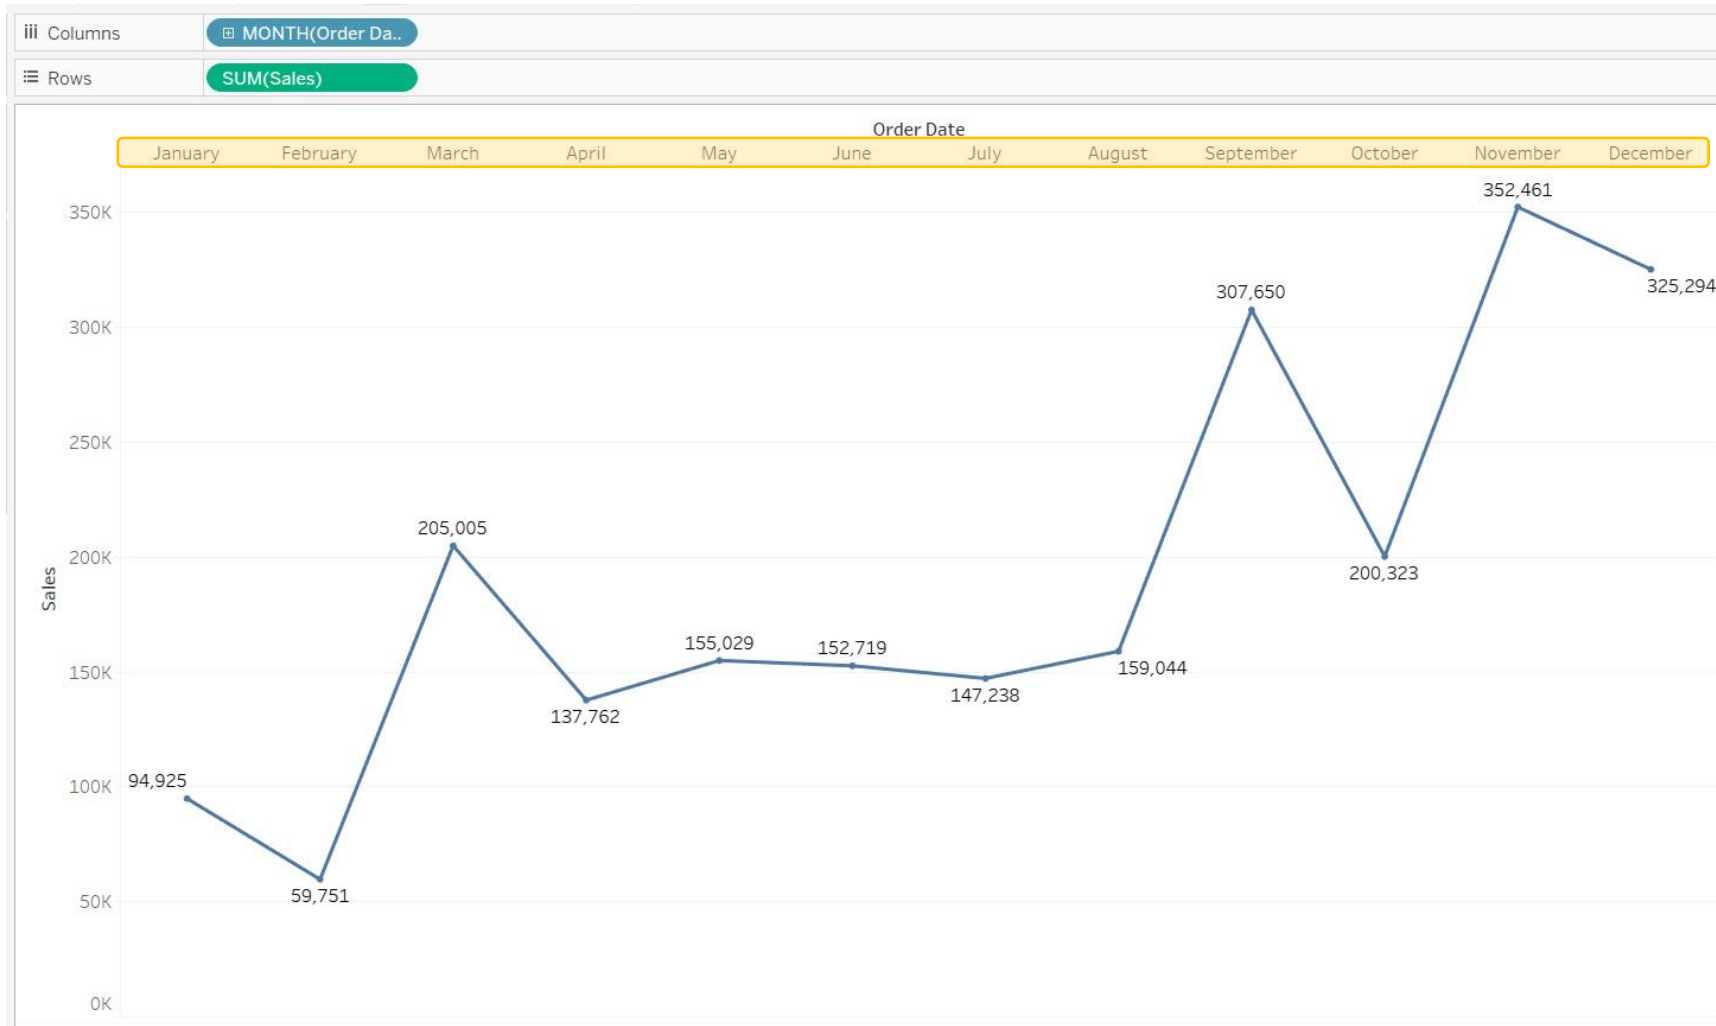 Columns
MONTH(Order Da..
Rows
SUM(Sales)
Order Date
January February March April May June July August September October November December
352,461
350K
325,294
307,650
300K
250K
205,005
200K
200,323
Sales
155,029
152,719
150K
159,044
147,238
137,762
100K
94,925
59,751
50K
0K